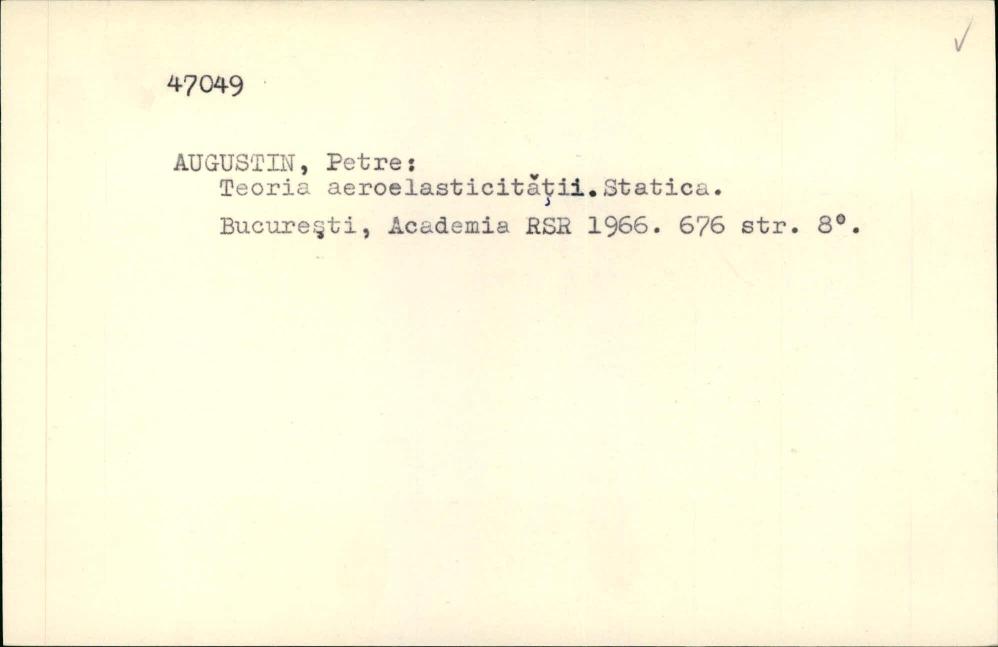 47049
AUGUSTIN, Petre:
Teoria aeroelasticităţii.Statica.
Bucureşti, Academia RSR 1966. 676 str. 8°.